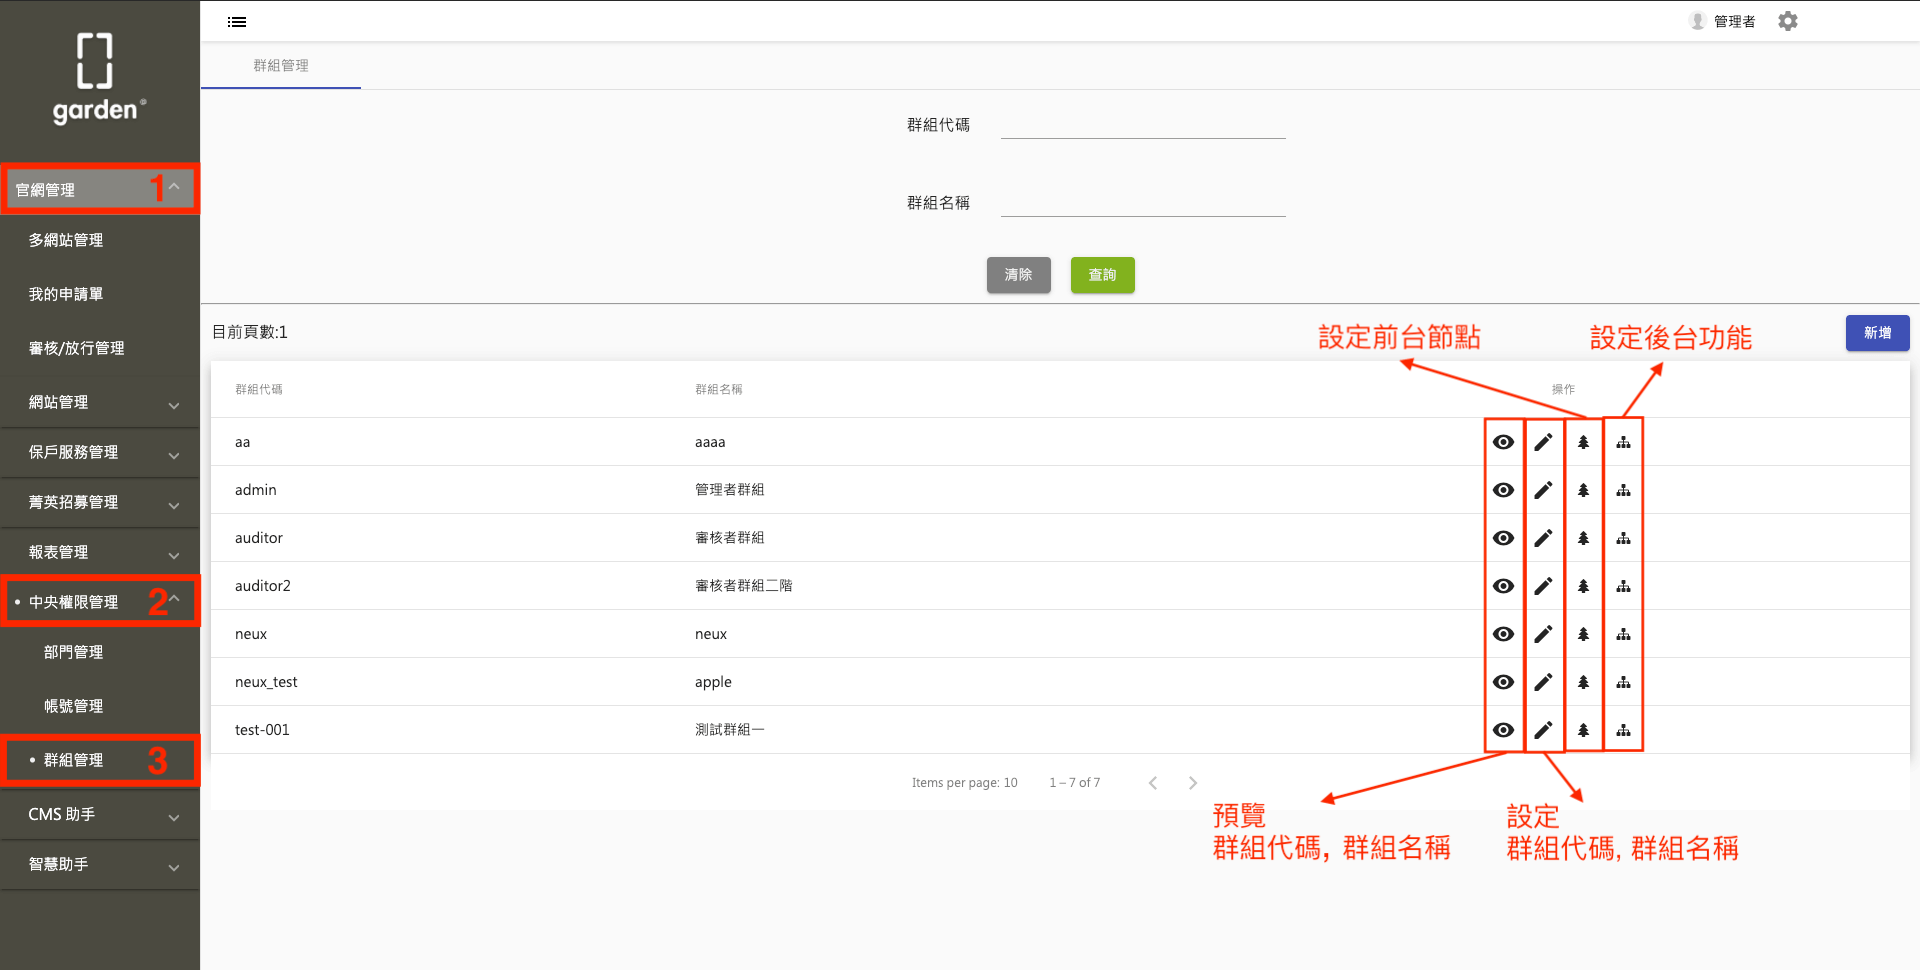 管理者
garden®
群組管理
官網管理 1
多網站管理
我的申請單
審核/放行管理
網站管理
保戶服務管理
菁英招募管理
報表管理
• 中央權限管理 2
部門管理
帳號管理
• 群組管理 3
CMS 助手
智慧助手
群組代碼
群組名稱
清除 查詢
目前頁數:1
設定前台節點 設定後台功能
新增
群組代碼 群組名稱 操作
aa aaaa
admin 管理者群組
auditor 審核者群組
auditor2 審核者群組二階
neux neux
neux_test apple
test-001 測試群組一
Items per page: 10 1 – 7 of 7
預覽
群組代碼, 群組名稱
設定
群組代碼, 群組名稱